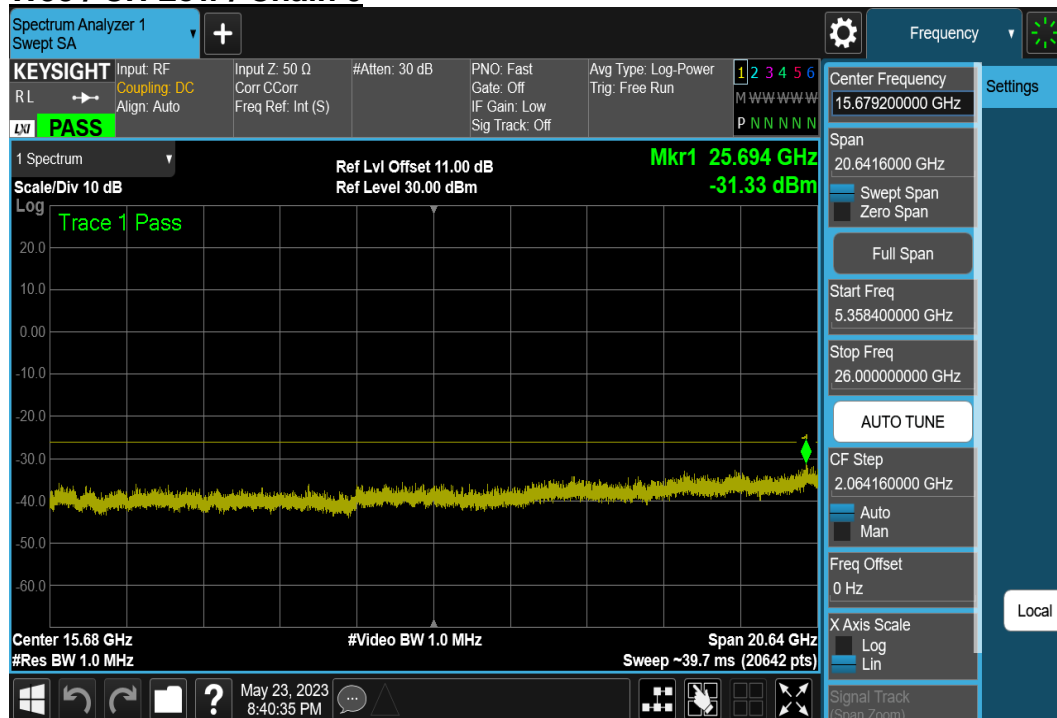 Spectrum Analyzer 1
Swept SA
Frequency
KEYSIGHT
RL
LXI
PASS
Input: RF
Coupling: DC
Align: Auto
Input Z: 50 Ω
Corr CCorr
Freq Ref: Int (S)
#Atten: 30 dB
PNO: Fast
Gate: Off
IF Gain: Low
Sig Track: Off
Avg Type: Log-Power
Trig: Free Run
1 2 3 4 5 6
M W W W W W
P N N N N N
1 Spectrum
Scale/Div 10 dB
Ref Lvl Offset 11.00 dB
Ref Level 30.00 dBm
Mkr1 25.694 GHz
-31.33 dBm
Log
Trace 1 Pass
20.0
10.0
0.00
-10.0
-20.0
-30.0
-40.0
-50.0
-60.0
1
Center 15.68 GHz
#Res BW 1.0 MHz
#Video BW 1.0 MHz
Span 20.64 GHz
Sweep ~39.7 ms (20642 pts)
?
May 23, 2023
8:40:35 PM
Center Frequency
15.679200000 GHz
Span
20.6416000 GHz
Swept Span
Zero Span
Full Span
Start Freq
5.358400000 GHz
Stop Freq
26.000000000 GHz
AUTO TUNE
CF Step
2.064160000 GHz
Auto
Man
Freq Offset
0 Hz
X Axis Scale
Log
Lin
Signal Track
(Span Zoom)
Settings
Local